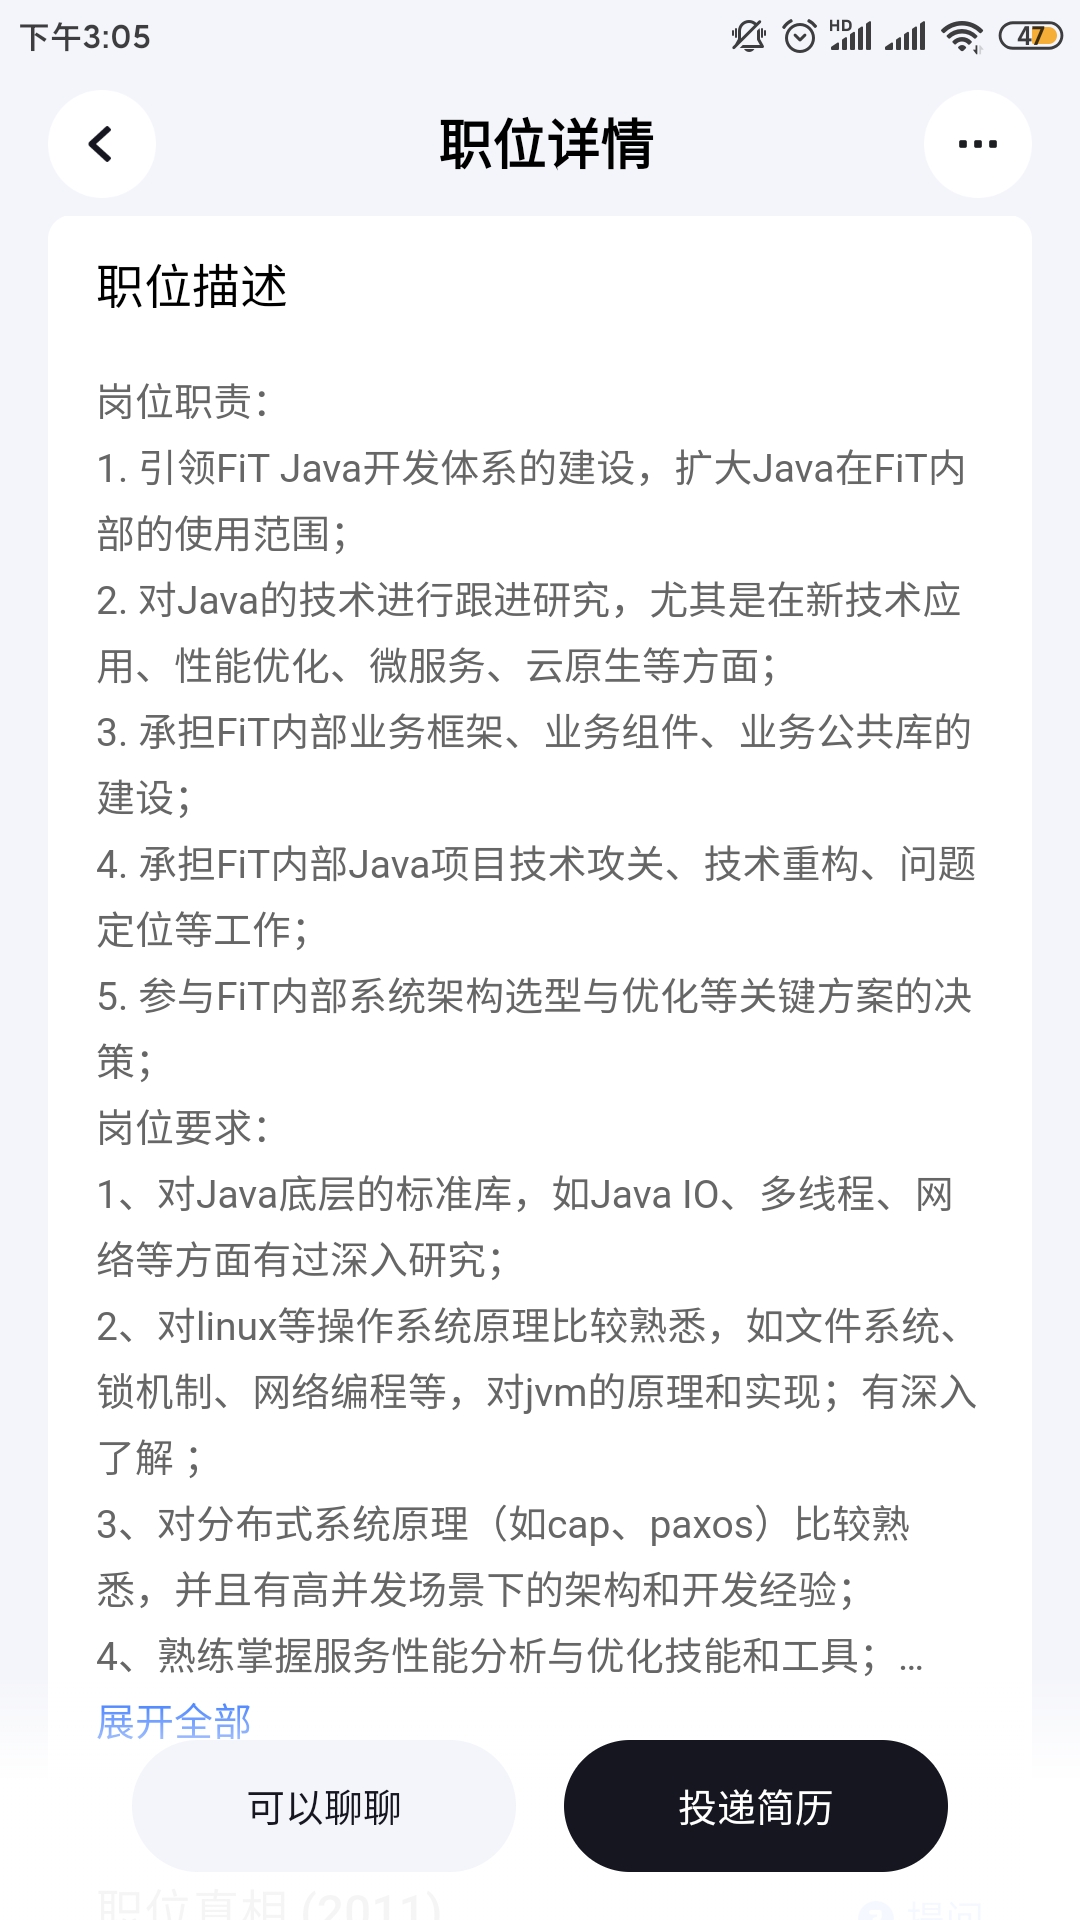 下午3:05
HD
47
职位详情
职位描述
岗位职责：
1. 引领FiT Java开发体系的建设，扩大Java在FiT内
部的使用范围；
2. 对Java的技术进行跟进研究，尤其是在新技术应
用、性能优化、微服务、云原生等方面；
3. 承担FiT内部业务框架、业务组件、业务公共库的
建设；
4. 承担FiT内部Java项目技术攻关、技术重构、问题
定位等工作；
5. 参与FiT内部系统架构选型与优化等关键方案的决
策；
岗位要求：
1、对Java底层的标准库，如Java IO、多线程、网
络等方面有过深入研究；
2、对linux等操作系统原理比较熟悉，如文件系统、
锁机制、网络编程等，对jvm的原理和实现；有深入
了解 ；
3、对分布式系统原理（如cap、paxos）比较熟
悉，并且有高并发场景下的架构和开发经验；
4、熟练掌握服务性能分析与优化技能和工具；...
展开全部
可以聊聊
投递简历
职位真相 (2011)
提问